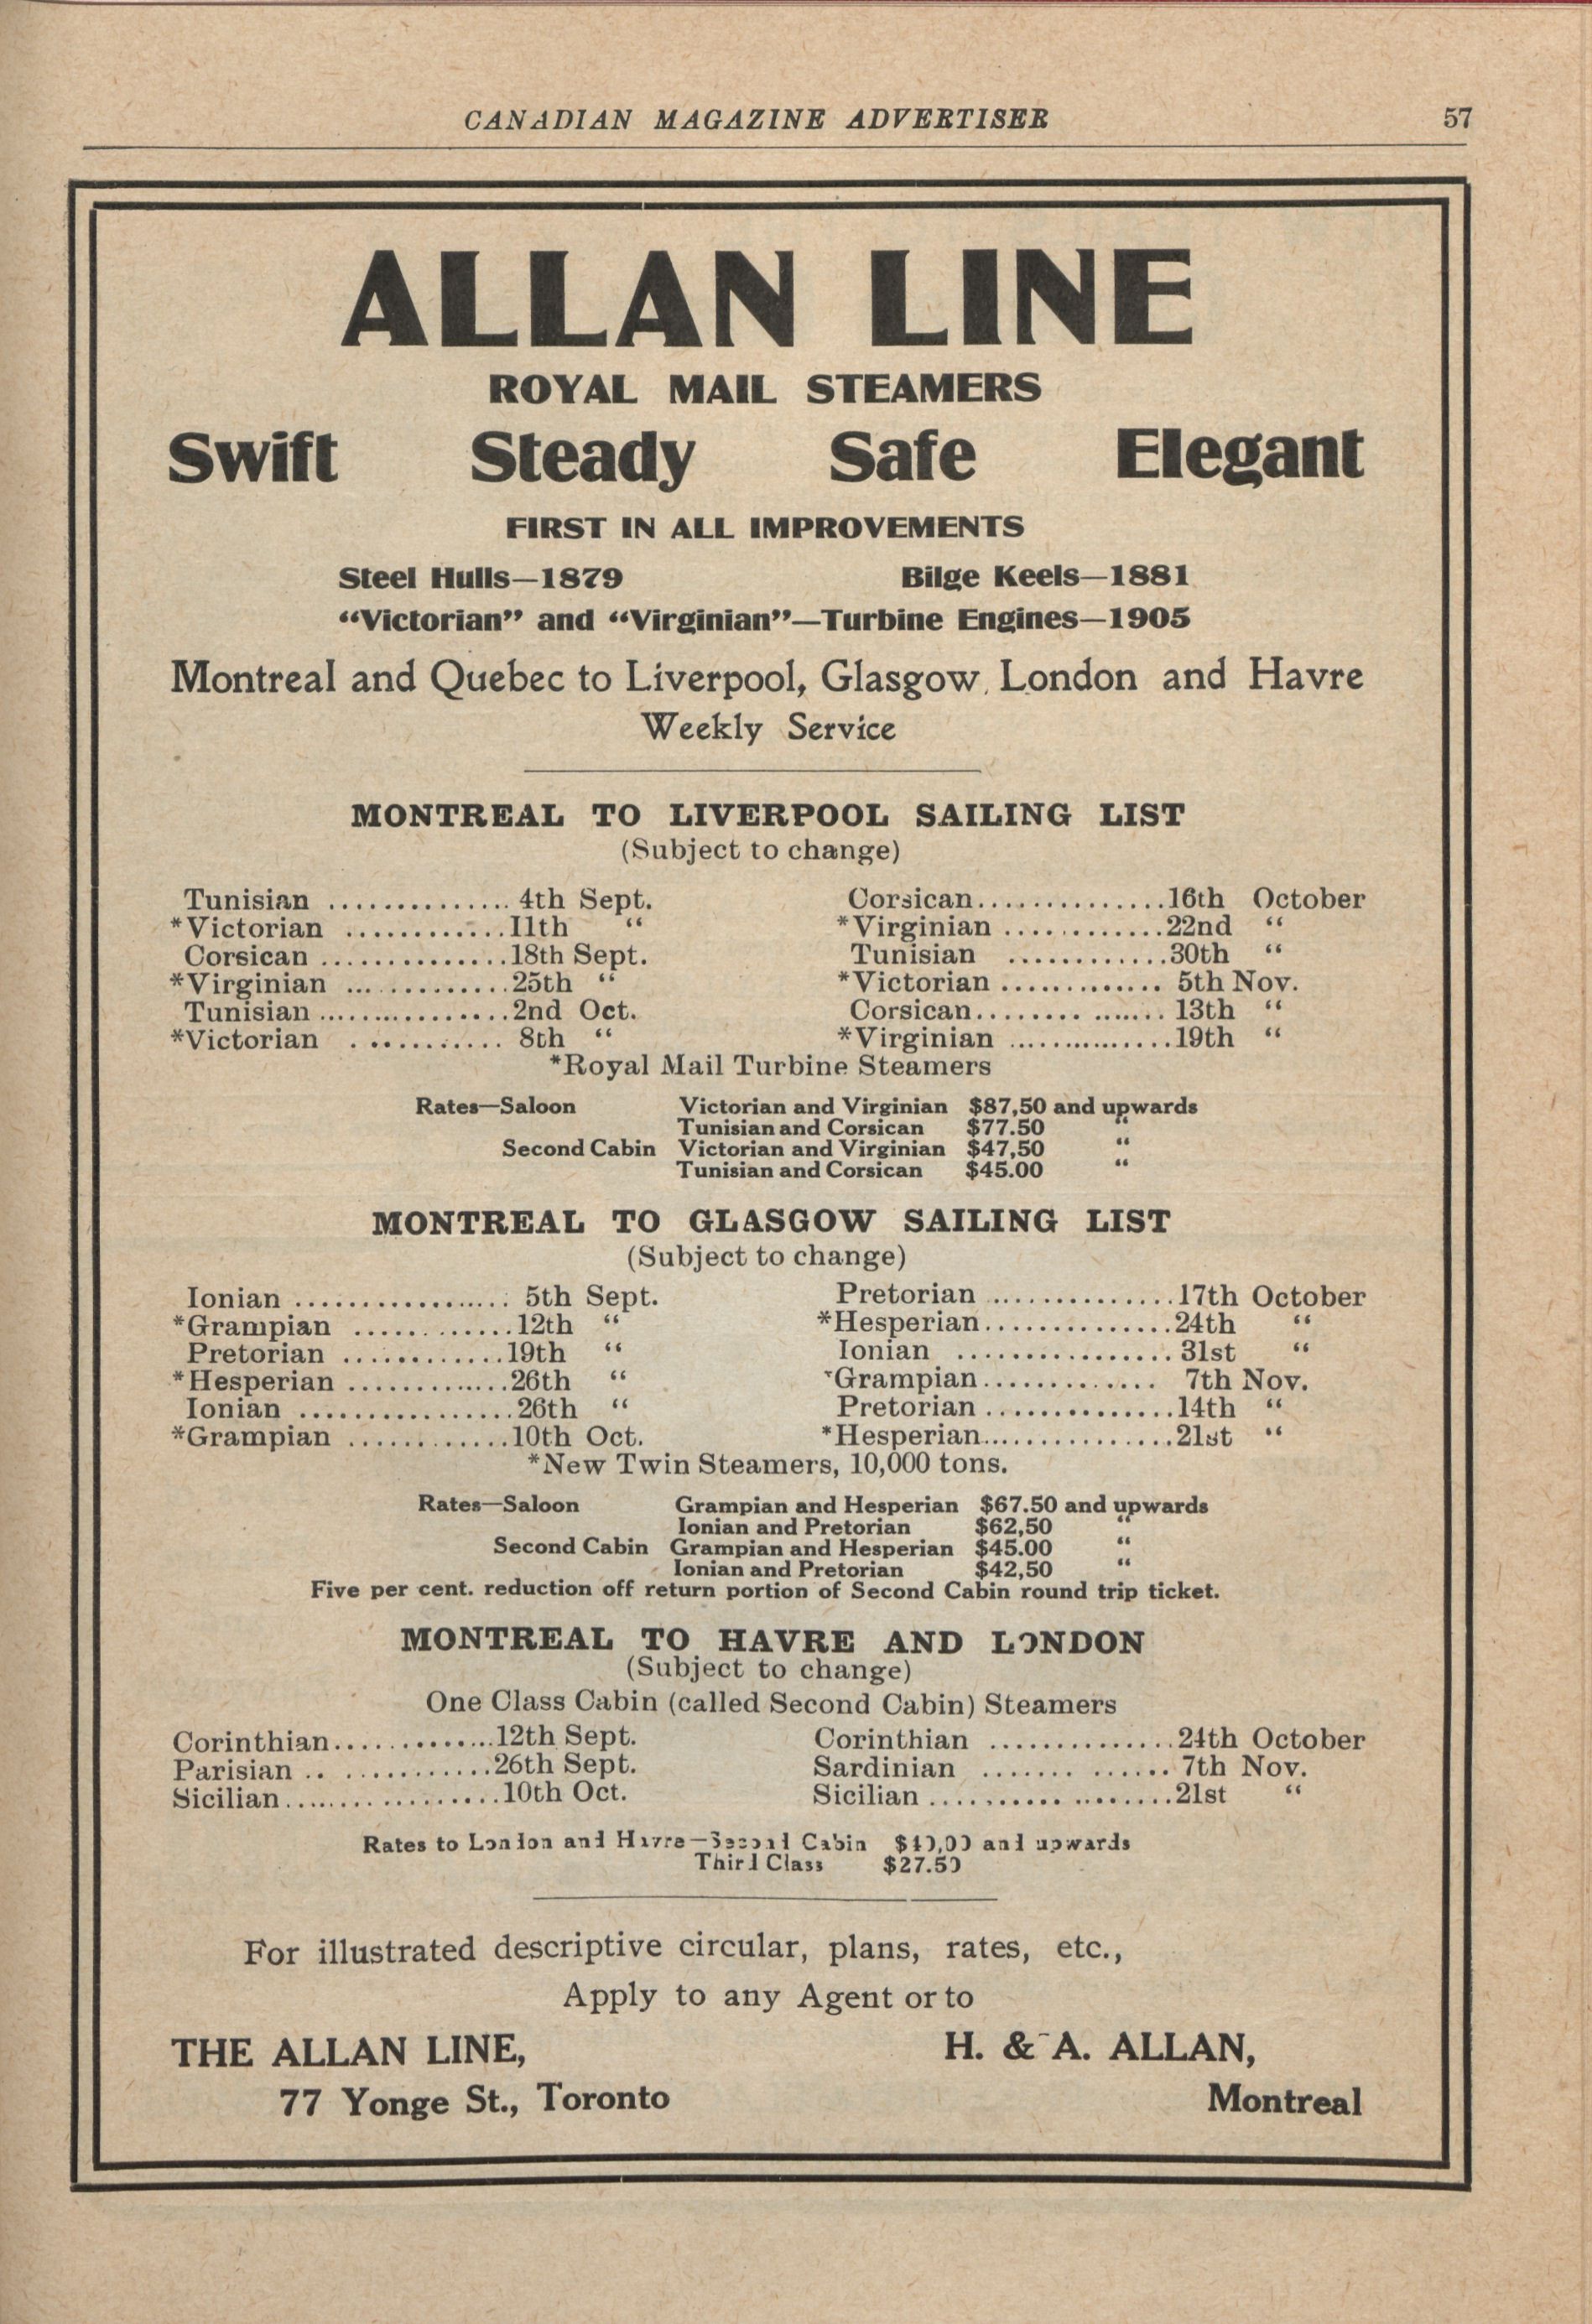 CANADIAN MAGAZINE ADVERTISER 57
ALLAN LINE
ROYAL MAIL STEAMERS
Swift Steady Safe Elegant
FIRST IN ALL IMPROVEMENTS
Steel Hulls—1879 Bilge Keels—1881
“Victorian” and “Virginian”—Turbine Engines—1905
Montreal and Quebec to Liverpool, Glasgow, London and Havre
Weekly Service
MONTREAL TO LIVERPOOL SAILING LIST
(Subject to change)
Tunisian .............. 4th Sept. Corsican..............16th October
*Victorian ............11th “ *Virginian ............22nd “
Corsican ..............18th Sept. Tunisian ............30th “
*Virginian ............25th “ *Victorian ............. 5th Nov.
Tunisian ..............2nd Oct. Corsican.............. 13th “
*Victorian ........... 8th “ *Virginian .............19th “
*Royal Mail Turbine Steamers
Rates—Saloon Victorian and Virginian $87,50 and upwards
Tunisian and Corsican $77.50 “
Second Cabin Victorian and Virginian $47,50 “
Tunisian and Corsican $45.00 “
MONTREAL TO GLASGOW SAILING LIST
(Subject to change)
Ionian ................ 5th Sept. Pretorian ..............17th October
*Grampian ............12th “ *Hesperian..............24th “
Pretorian ............19th “ Ionian ................31st “
*Hesperian ............26th “ *Grampian............. 7th Nov.
Ionian ................26th “ Pretorian ..............14th “
*Grampian ............10th Oct. *Hesperian...............21st “
*New Twin Steamers, 10,000 tons.
Rates—Saloon Grampian and Hesperian $67.50 and upwards
Ionian and Pretorian $62,50 “
Second Cabin Grampian and Hesperian $45.00 “
Ionian and Pretorian $42,50 “
Five per cent. reduction off return portion of Second Cabin round trip ticket.
MONTREAL TO HAVRE AND LONDON
(Subject to change)
One Class Cabin (called Second Cabin) Steamers
Corinthian............12th Sept. Corinthian ..............24th October
Parisian .. ...........26th Sept. Sardinian ....... ...... 7th Nov.
Sicilian................10th Oct. Sicilian ..................21st “
Rates to London and Havre—Second Cabin $40,00 and upwards
Third Class $27.50
For illustrated descriptive circular, plans, rates, etc.,
Apply to any Agent or to
THE ALLAN LINE, H. & A. ALLAN,
77 Yonge St., Toronto Montreal